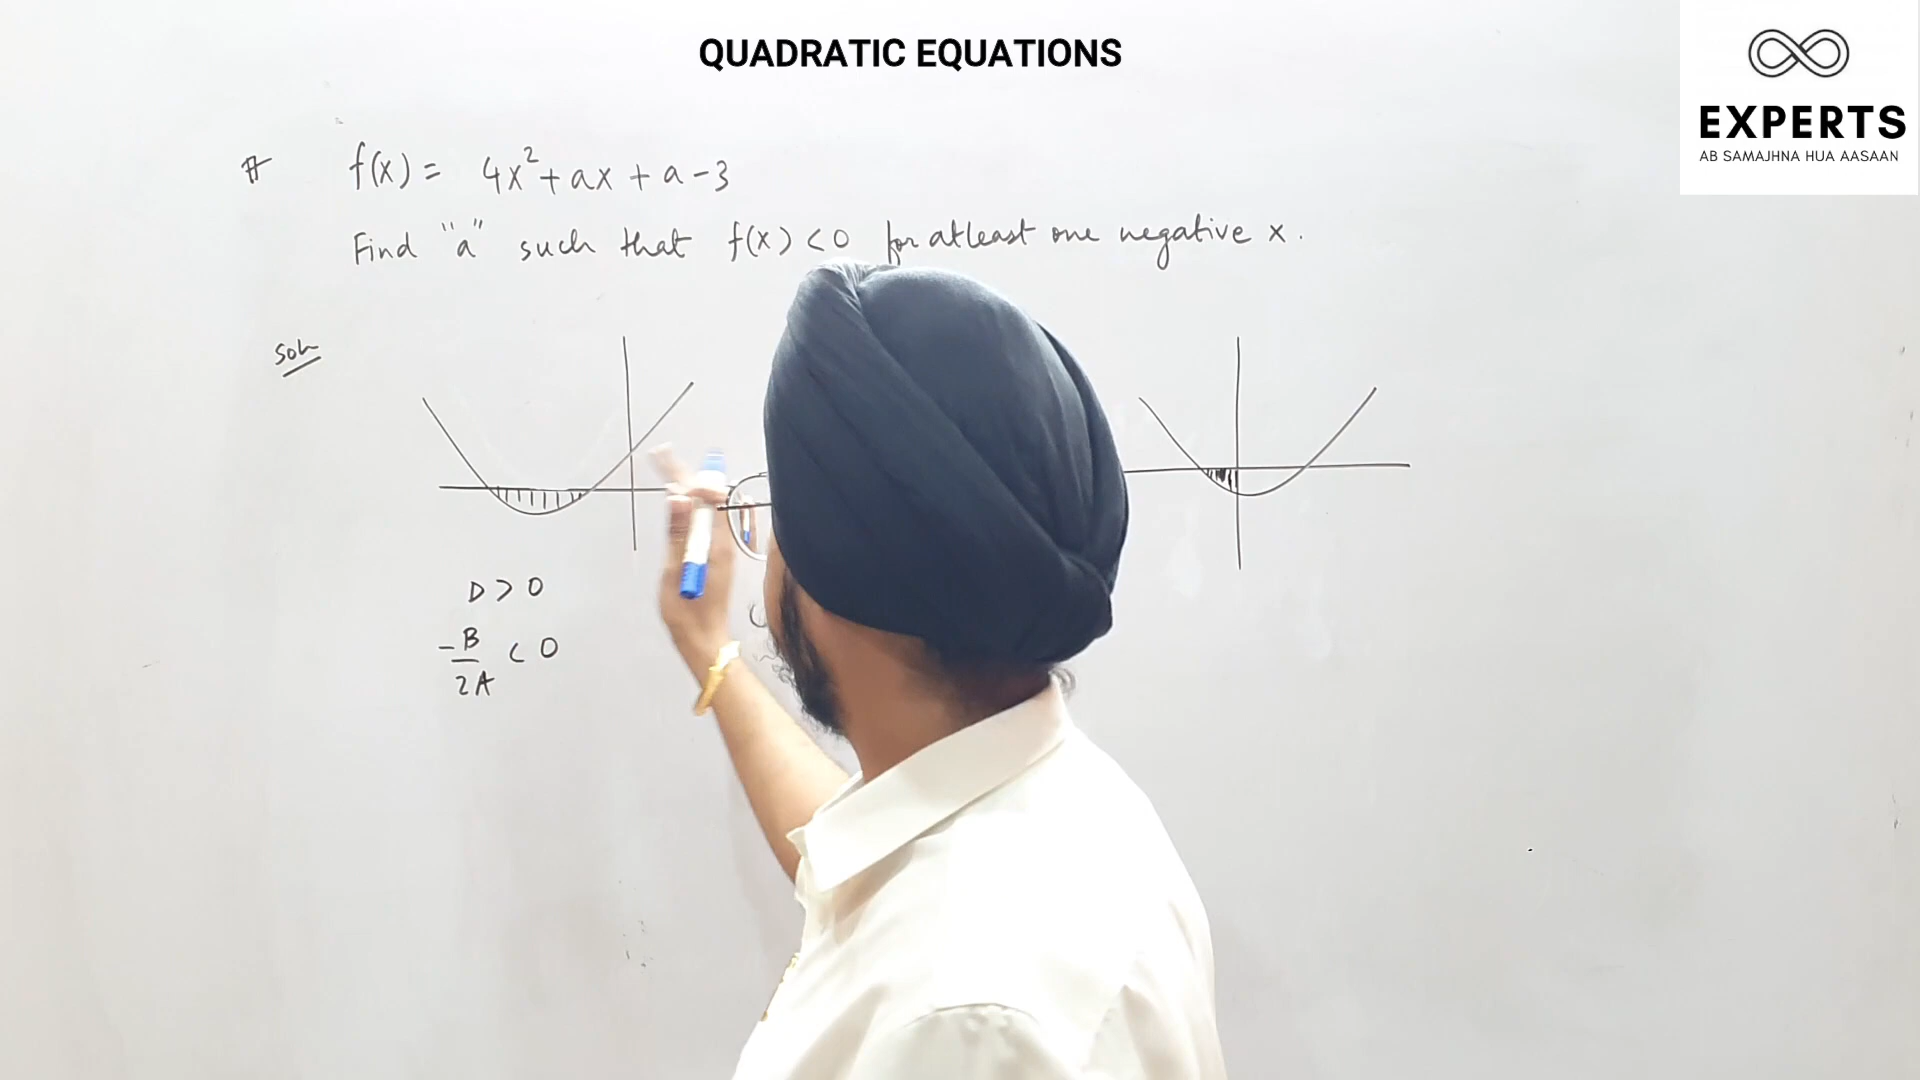 QUADRATIC EQUATIONS
EXPERTS
AB SAMAJHNA HUA AASAAN
# f(x) = 4x² + ax + a - 3
Find "a" such that f(x) < 0 for atleast one negative x.
Soln
D > 0
-B/2A < 0